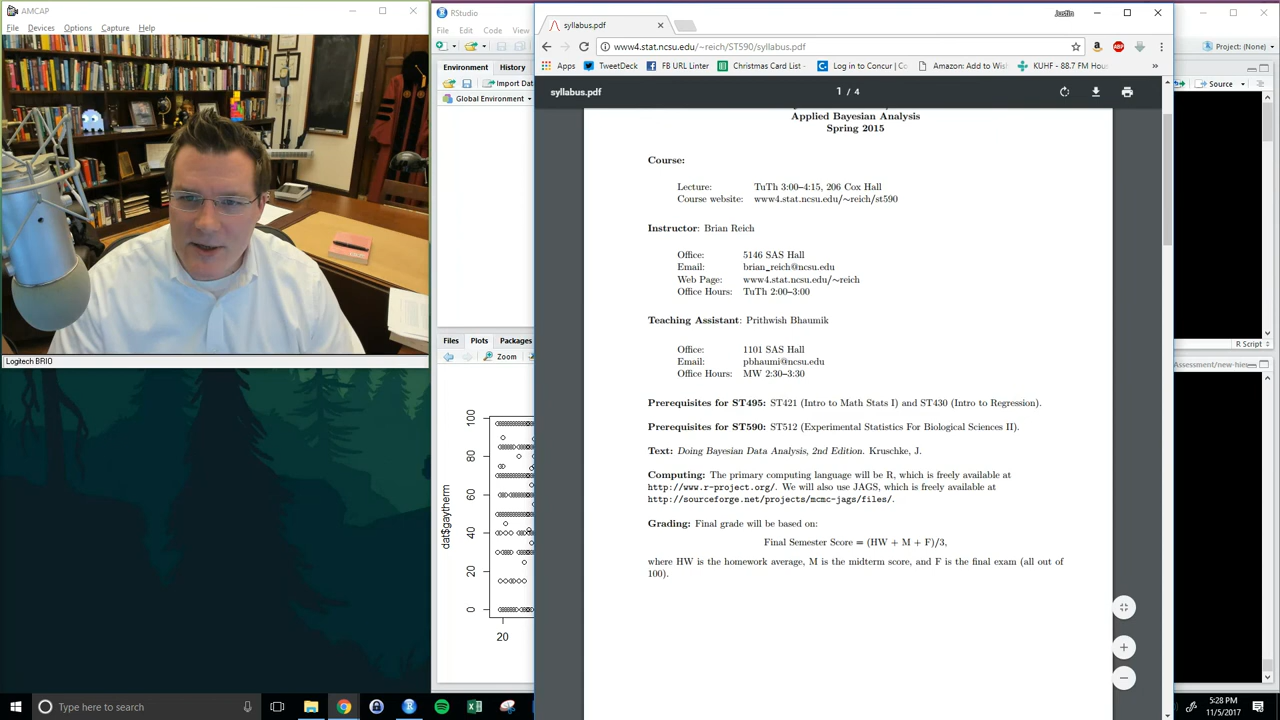 AMCAP
File Devices Options Capture Help
Logitech BRIO
RStudio
File Edit Code View
Environment History
Import Dat
Global Environment
Files Plots Packages
Zoom
dat$gaytherm
100
80
60
40
20
0
20
syllabus.pdf
Justin
www4.stat.ncsu.edu/~reich/ST590/syllabus.pdf
Apps TweetDeck FB URL Linter Christmas Card List - Log in to Concur | Co Amazon: Add to Wish KUHF - 88.7 FM Hous »
syllabus.pdf 1 / 4
Applied Bayesian Analysis
Spring 2015
Course:
Lecture: TuTh 3:00–4:15, 206 Cox Hall
Course website: www4.stat.ncsu.edu/∼reich/st590
Instructor: Brian Reich
Office: 5146 SAS Hall
Email: brian_reich@ncsu.edu
Web Page: www4.stat.ncsu.edu/∼reich
Office Hours: TuTh 2:00–3:00
Teaching Assistant: Prithwish Bhaumik
Office: 1101 SAS Hall
Email: pbhaumi@ncsu.edu
Office Hours: MW 2:30–3:30
Prerequisites for ST495: ST421 (Intro to Math Stats I) and ST430 (Intro to Regression).
Prerequisites for ST590: ST512 (Experimental Statistics For Biological Sciences II).
Text: Doing Bayesian Data Analysis, 2nd Edition. Kruschke, J.
Computing: The primary computing language will be R, which is freely available at
http://www.r-project.org/. We will also use JAGS, which is freely available at
http://sourceforge.net/projects/mcmc-jags/files/.
Grading: Final grade will be based on:
Final Semester Score = (HW + M + F)/3,
where HW is the homework average, M is the midterm score, and F is the final exam (all out of
100).
Project: (None)
Source
R Script
Assessment/new-hier
Type here to search
5:28 PM
11/5/2017